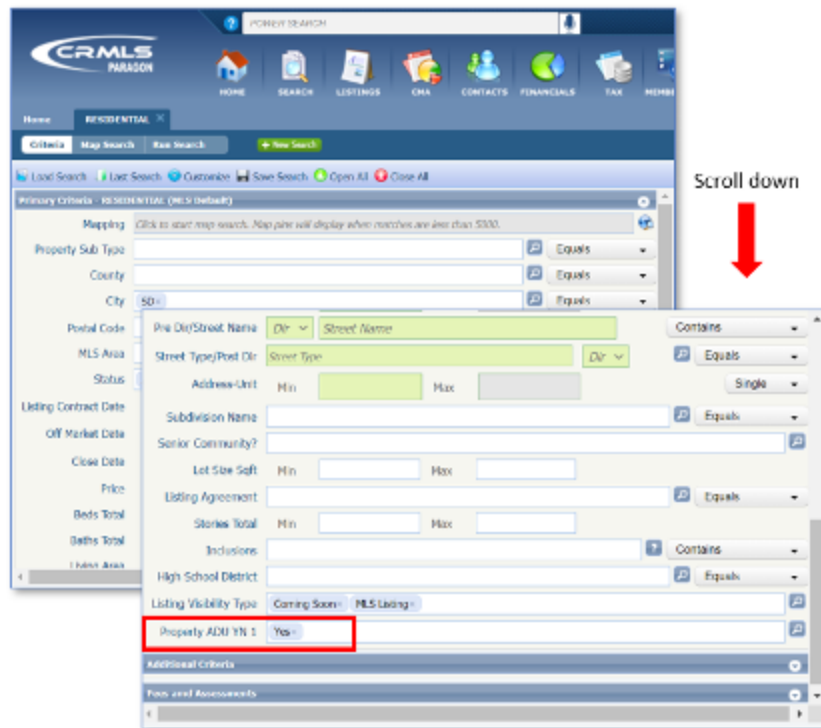 POWER SEARCH
CRMLS
PARAGON
HOME SEARCH LISTINGS CMA CONTACTS FINANCIALS TAX MEMBE
Home RESIDENTIAL
Criteria Map Search Run Search + New Search
Load Search Last Search Customize Save Search Open All Close All
Scroll down
Primary Criteria - RESIDENTIAL (MLS Default)
Mapping Click to start map search. Map pins will display when matches are less than 5000.
Property Sub Type Equals
County Equals
City SD Equals
Postal Code
MLS Area
Status
Listing Contract Date
Off Market Date
Close Date
Price
Beds Total
Baths Total
Living Area
Pre Dir/Street Name Dir Street Name Contains
Street Type/Post Dir Street Type Dir Equals
Address-Unit Min Max Single
Subdivision Name Equals
Senior Community?
Lot Size Sqft Min Max
Listing Agreement Equals
Stories Total Min Max
Inclusions ? Contains
High School District Equals
Listing Visibility Type Coming Soon MLS Listing
Property ADU YN 1 Yes
Additional Criteria
Fees and Assessments